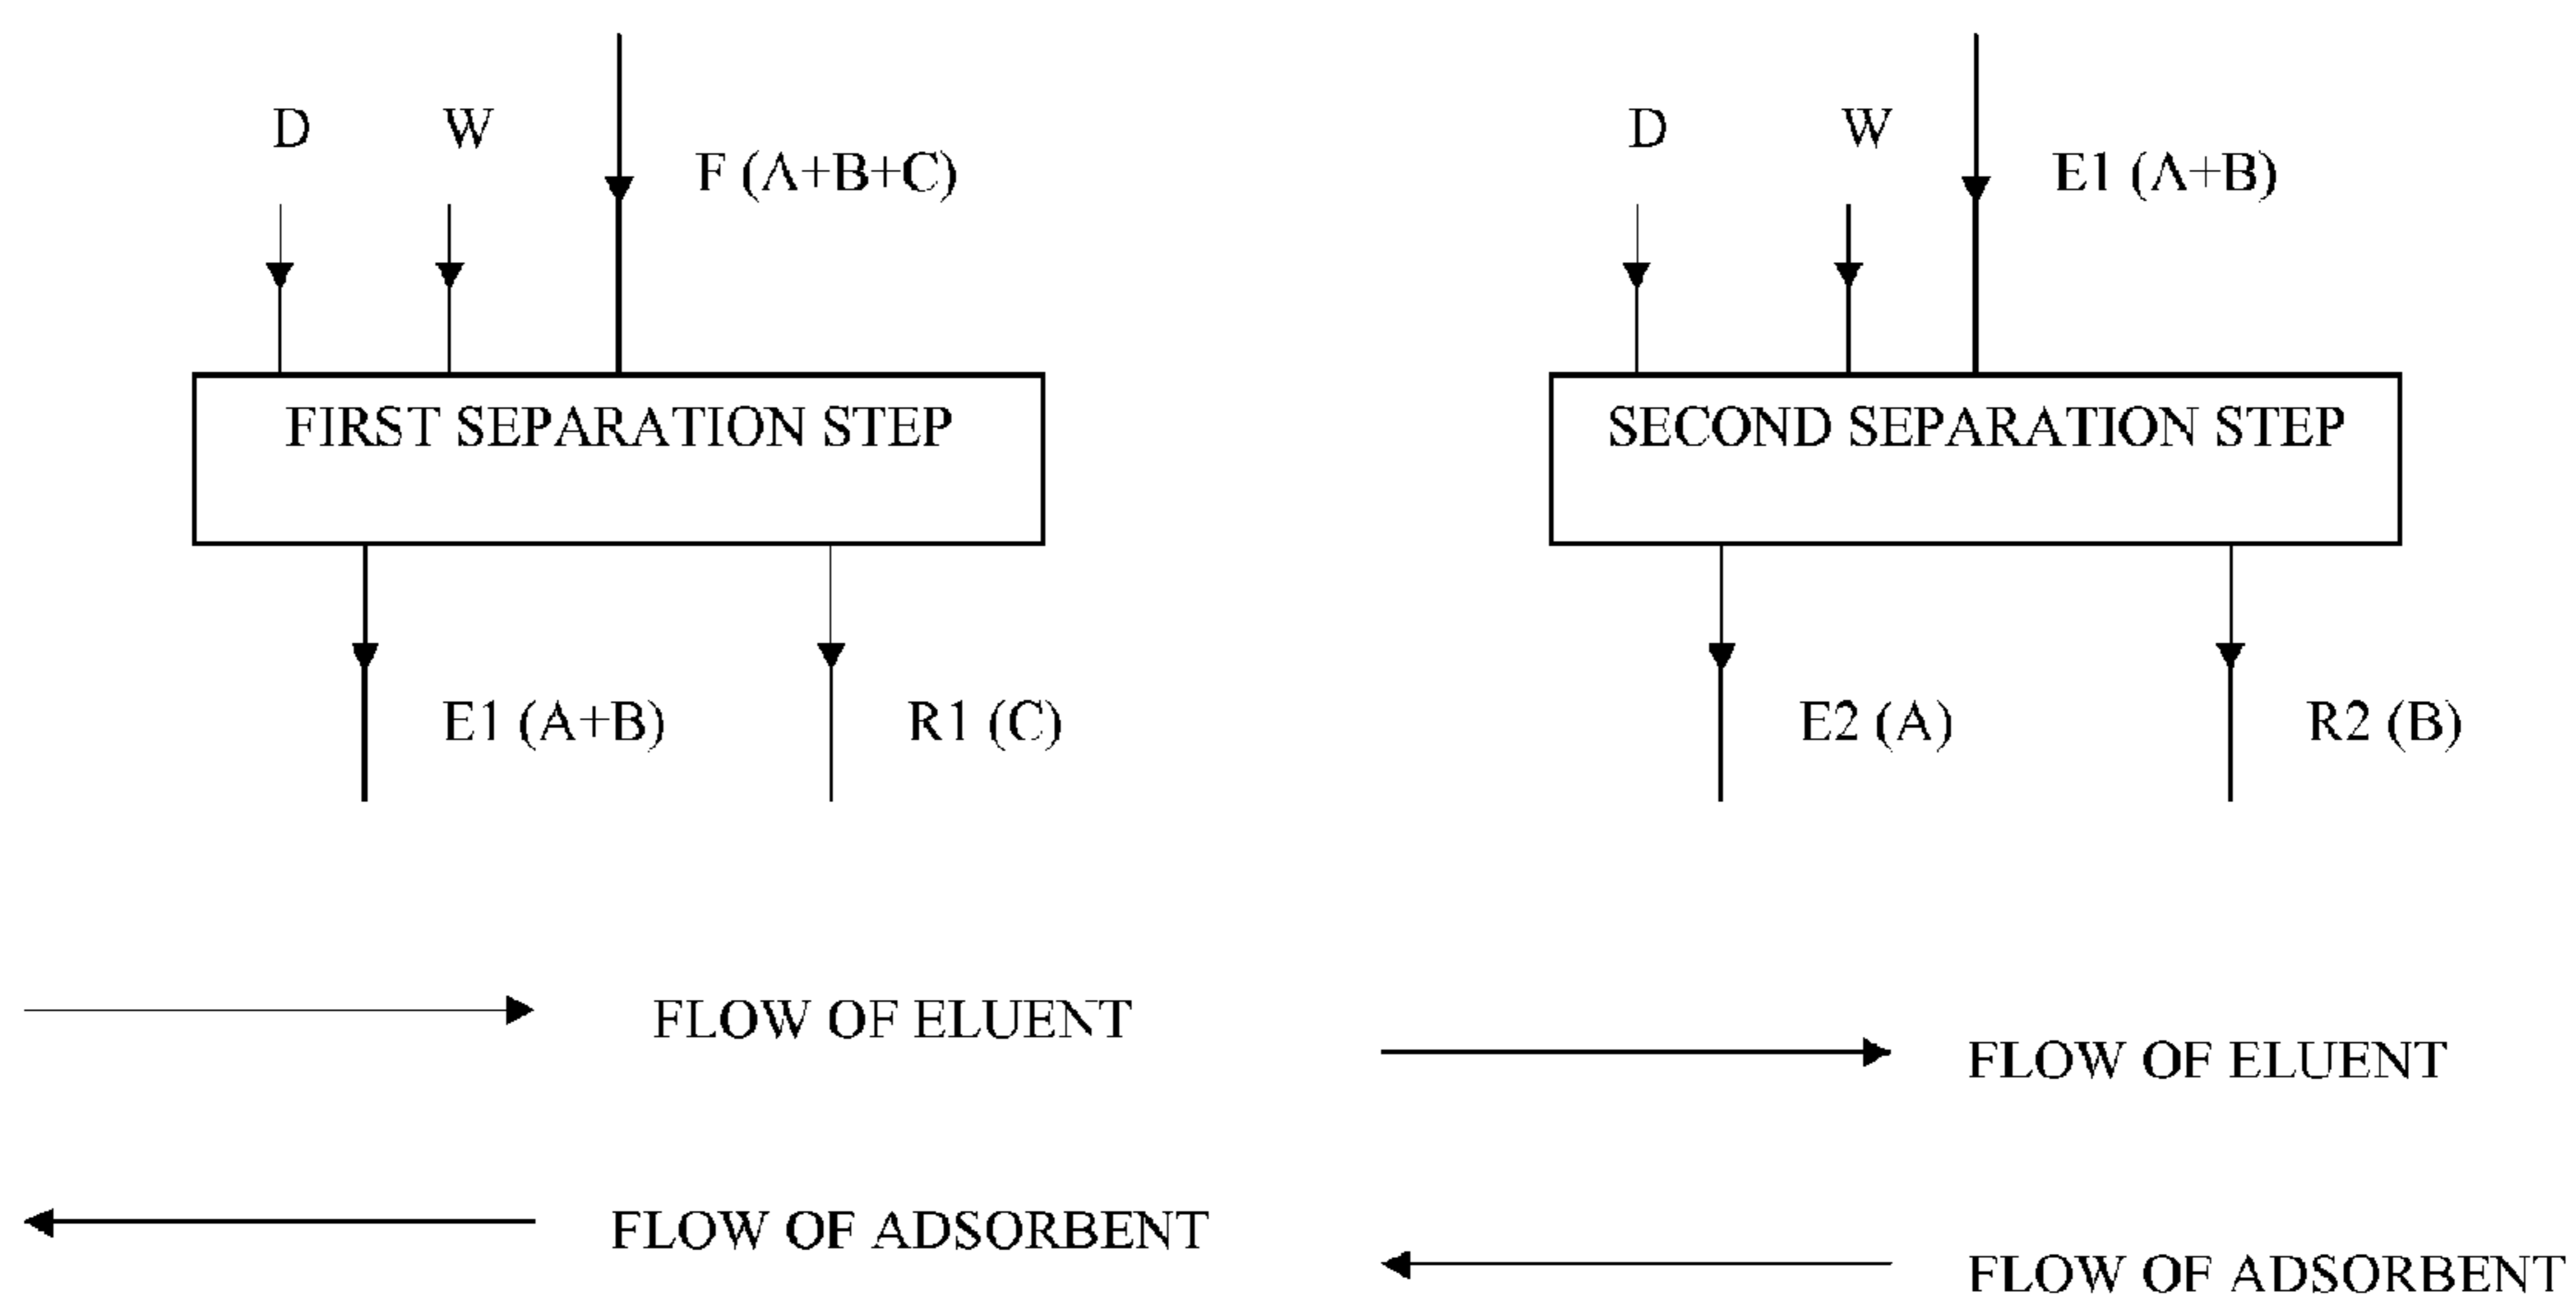 D
W
F (A+B+C)
FIRST SEPARATION STEP
E1 (A+B)
R1 (C)
FLOW OF ELUENT
FLOW OF ADSORBENT
D
W
E1 (A+B)
SECOND SEPARATION STEP
E2 (A)
R2 (B)
FLOW OF ELUENT
FLOW OF ADSORBENT